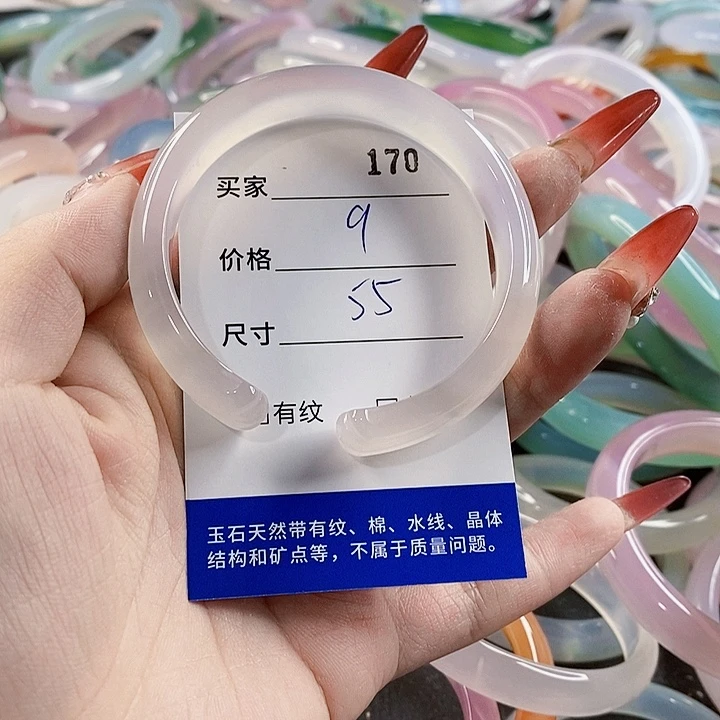 170
买家
9
价格
55
尺寸
有纹
玉石天然带有纹、棉、水线、晶体
结构和矿点等，不属于质量问题。